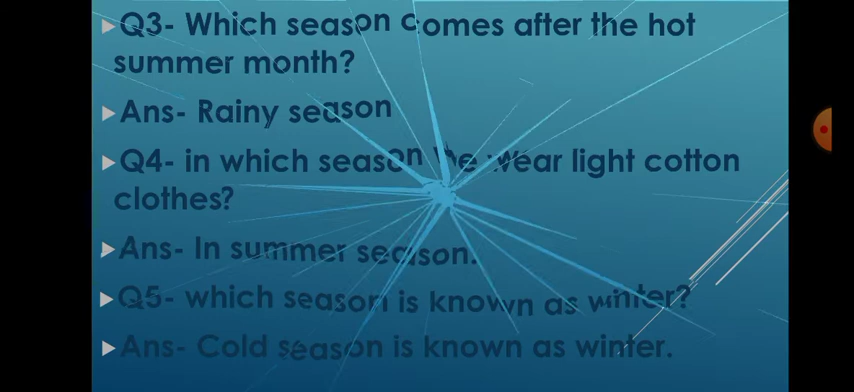 Q3- Which season comes after the hot
summer month?
Ans- Rainy season
Q4- in which season the wear light cotton
clothes?
Ans- In summer season.
Q5- which season is known as winter?
Ans- Cold season is known as winter.